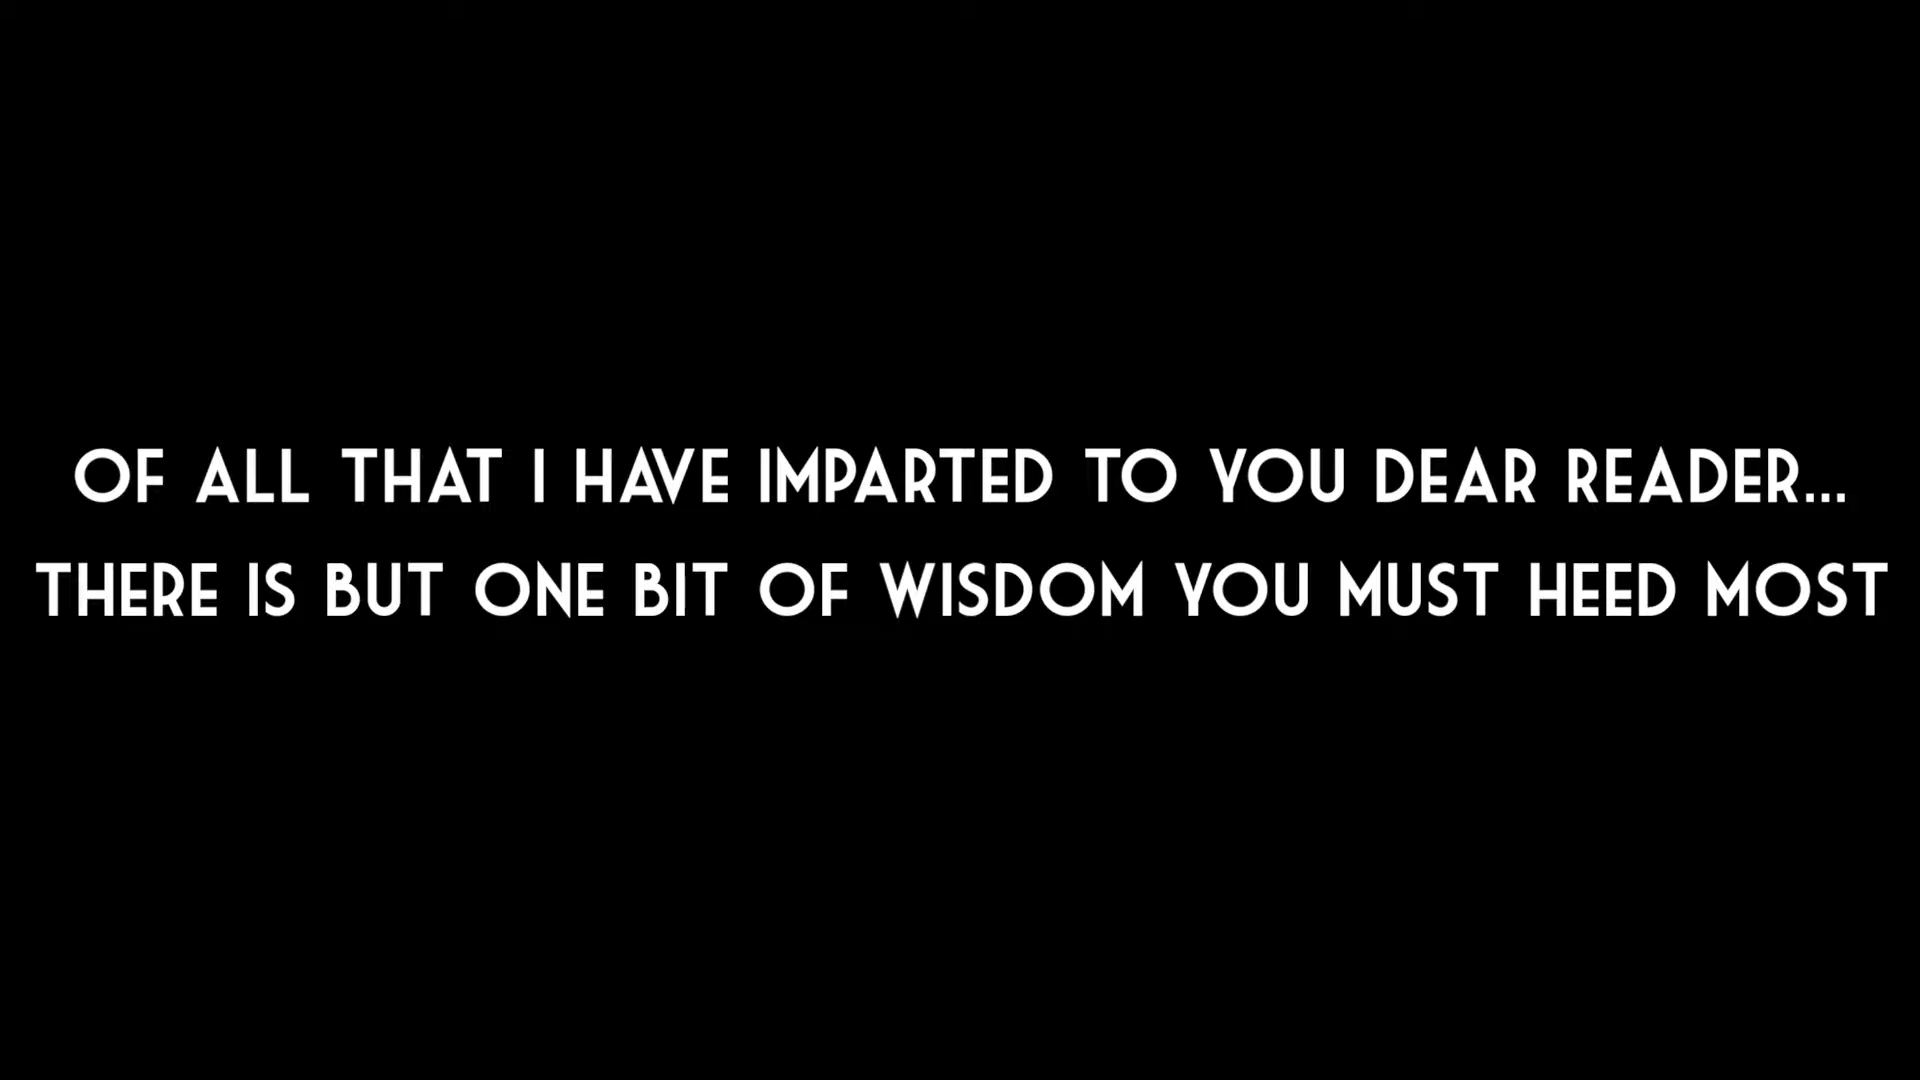 OF ALL THAT I HAVE IMPARTED TO YOU DEAR READER...
THERE IS BUT ONE BIT OF WISDOM YOU MUST HEED MOST